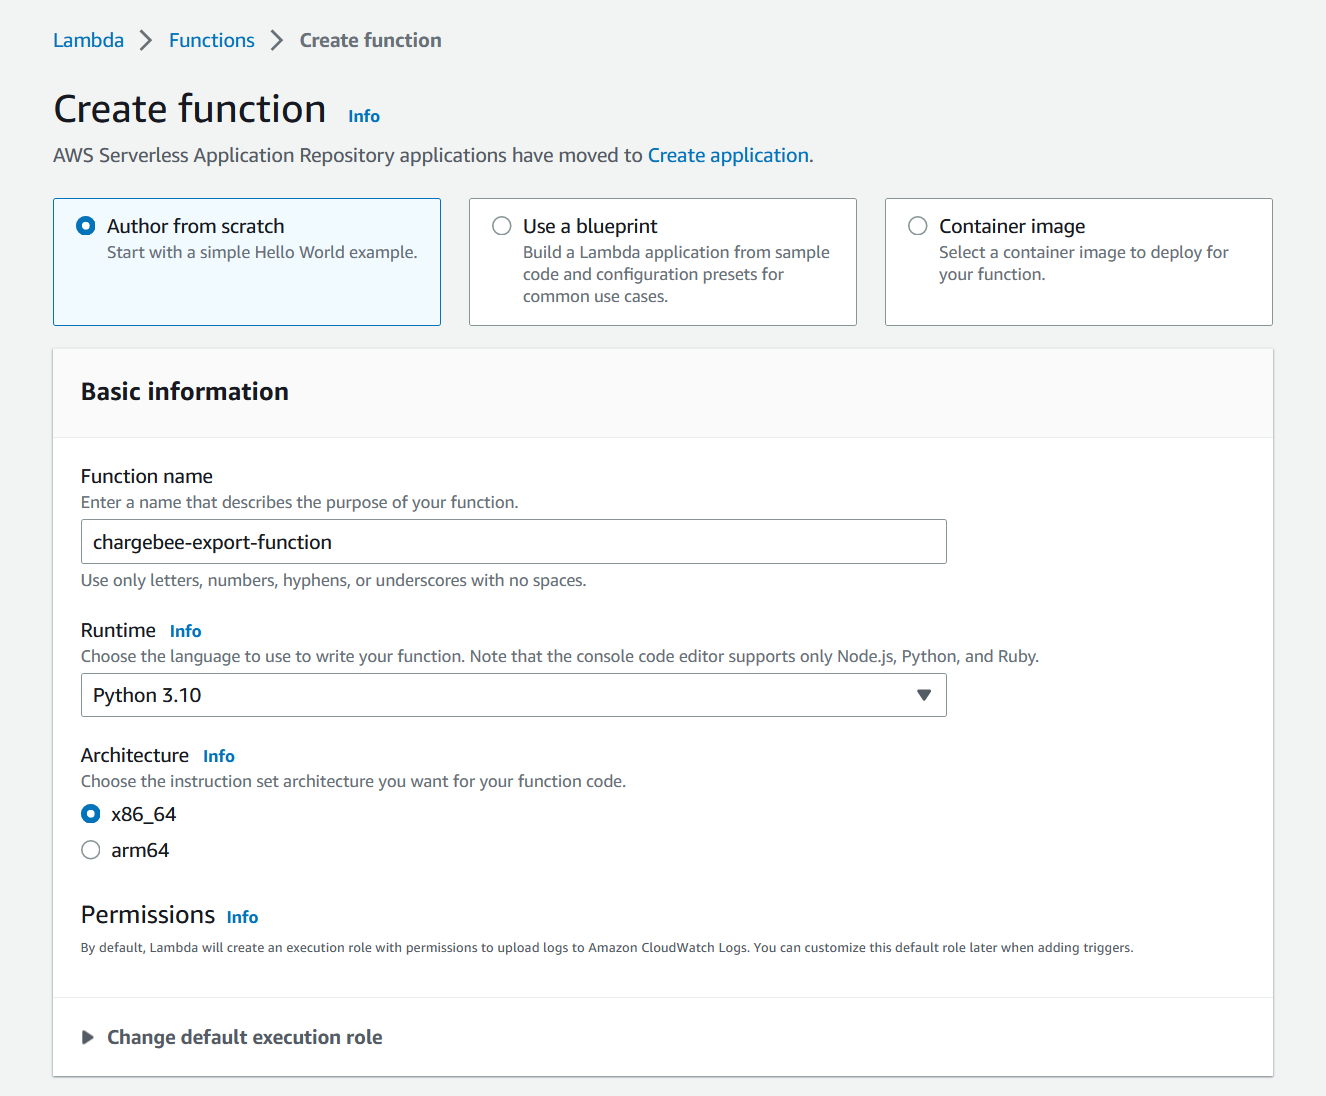 Lambda > Functions > Create function
Create function Info
AWS Serverless Application Repository applications have moved to Create application.
Author from scratch
Start with a simple Hello World example.
Use a blueprint
Build a Lambda application from sample
code and configuration presets for
common use cases.
Container image
Select a container image to deploy for
your function.
Basic information
Function name
Enter a name that describes the purpose of your function.
chargebee-export-function
Use only letters, numbers, hyphens, or underscores with no spaces.
Runtime Info
Choose the language to use to write your function. Note that the console code editor supports only Node.js, Python, and Ruby.
Python 3.10
Architecture Info
Choose the instruction set architecture you want for your function code.
x86_64
arm64
Permissions Info
By default, Lambda will create an execution role with permissions to upload logs to Amazon CloudWatch Logs. You can customize this default role later when adding triggers.
Change default execution role